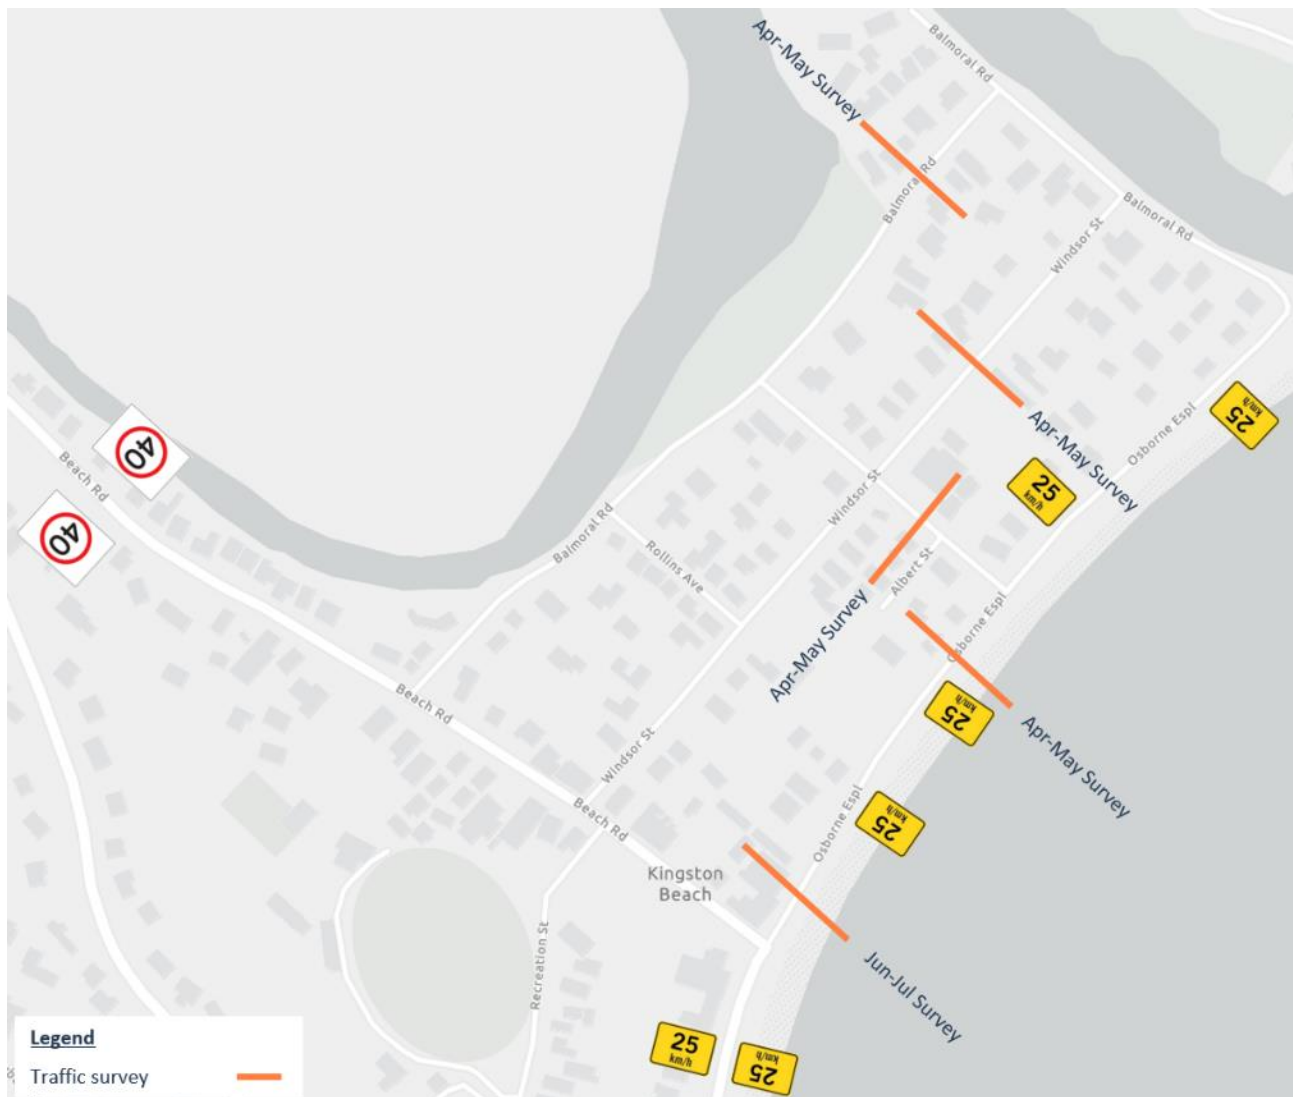 Balmoral Rd
Apr-May Survey
Balmoral Rd
Balmoral Rd
Windsor St
Osborne Espl
25
km/h
Apr-May Survey
25
km/h
40
Beach Rd
40
Windsor St
Balmoral Rd
Rollins Ave
Albert St
Apr-May Survey
Osborne Espl
25
km/h
Apr-May Survey
Beach Rd
Windsor St
Beach Rd
Osborne Espl
25
km/h
Kingston
Beach
Recreation St
Jun-Jul Survey
25
km/h
25
km/h
Legend
Traffic survey